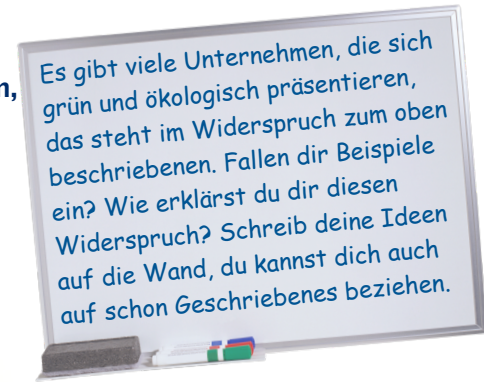 n,
Es gibt viele Unternehmen, die sich
grün und ökologisch präsentieren,
das steht im Widerspruch zum oben
beschriebenen. Fallen dir Beispiele
ein? Wie erklärst du dir diesen
Widerspruch? Schreib deine Ideen
auf die Wand, du kannst dich auch
auf schon Geschriebenes beziehen.